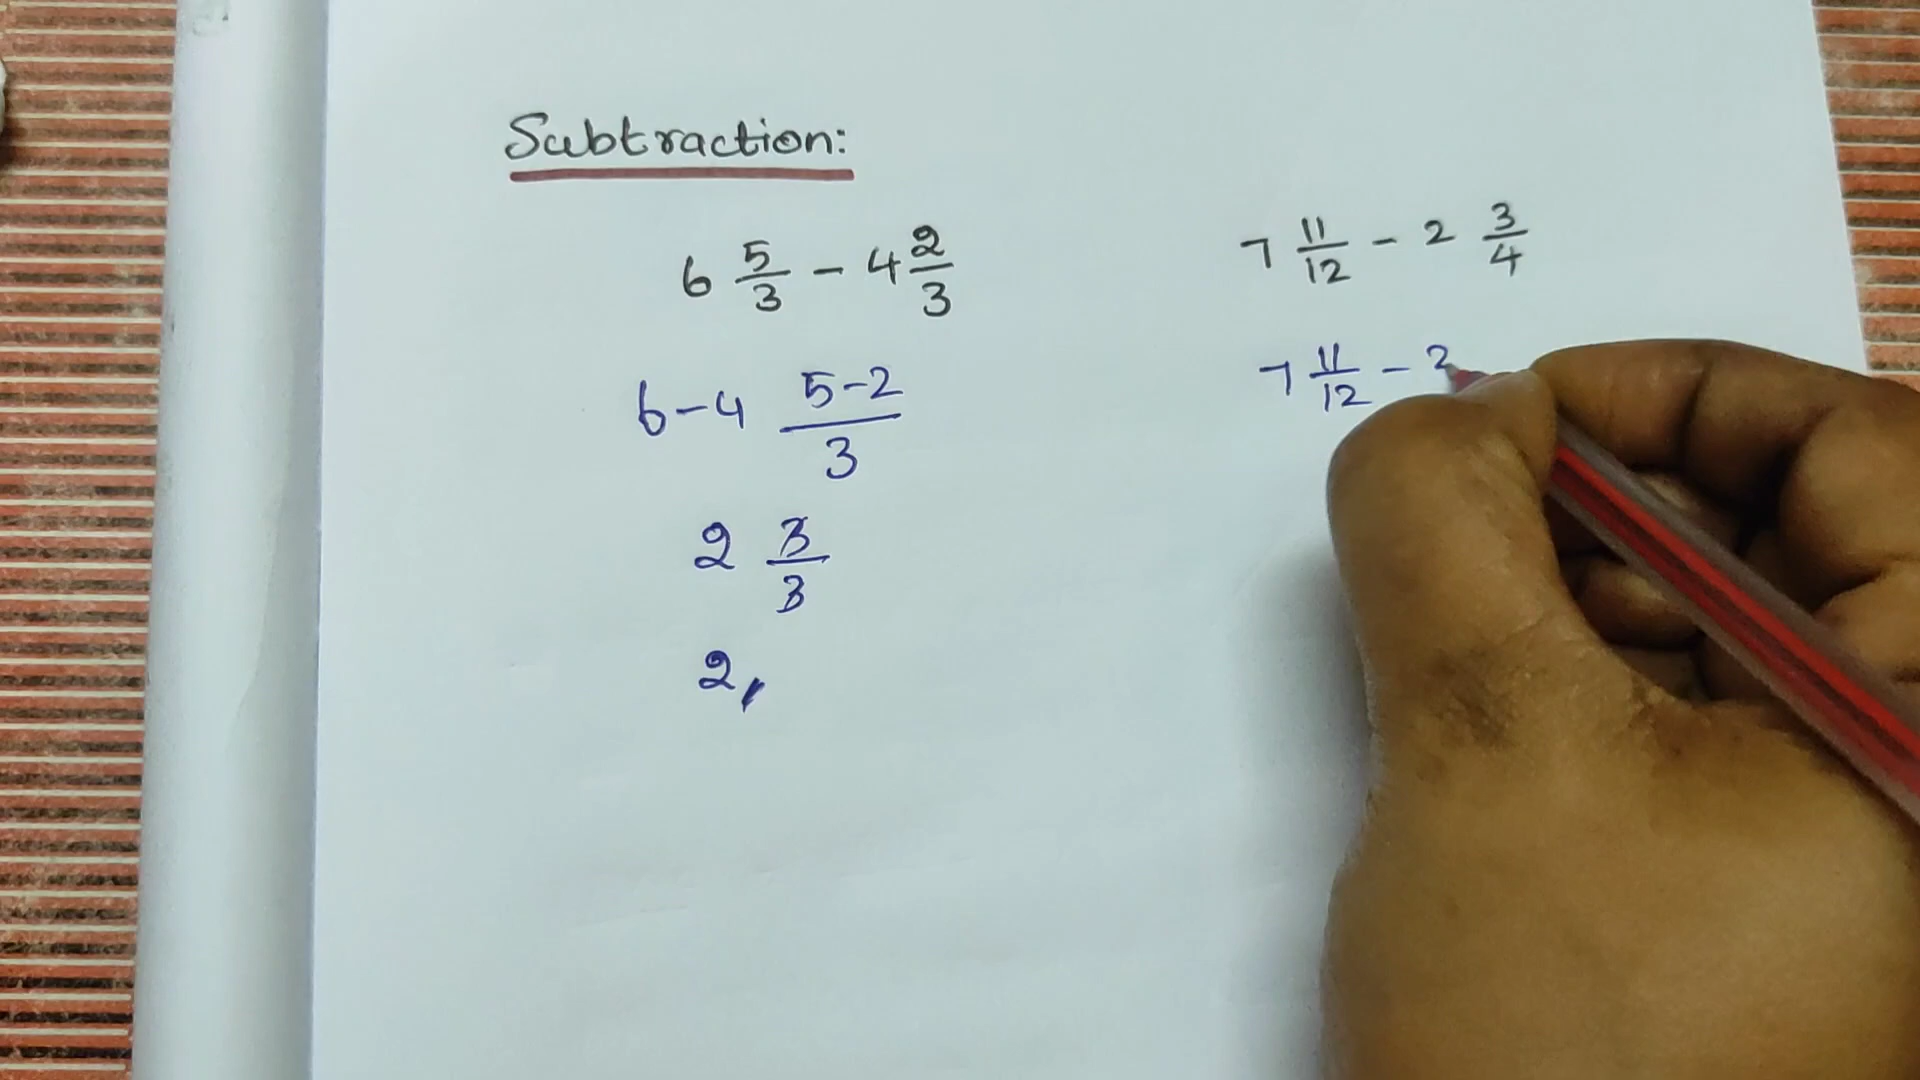 Subtraction:
6 5/3 - 4 2/3
6-4 5-2/3
2 3/3
2,
7 11/12 - 2 3/4
7 11/12 - 2